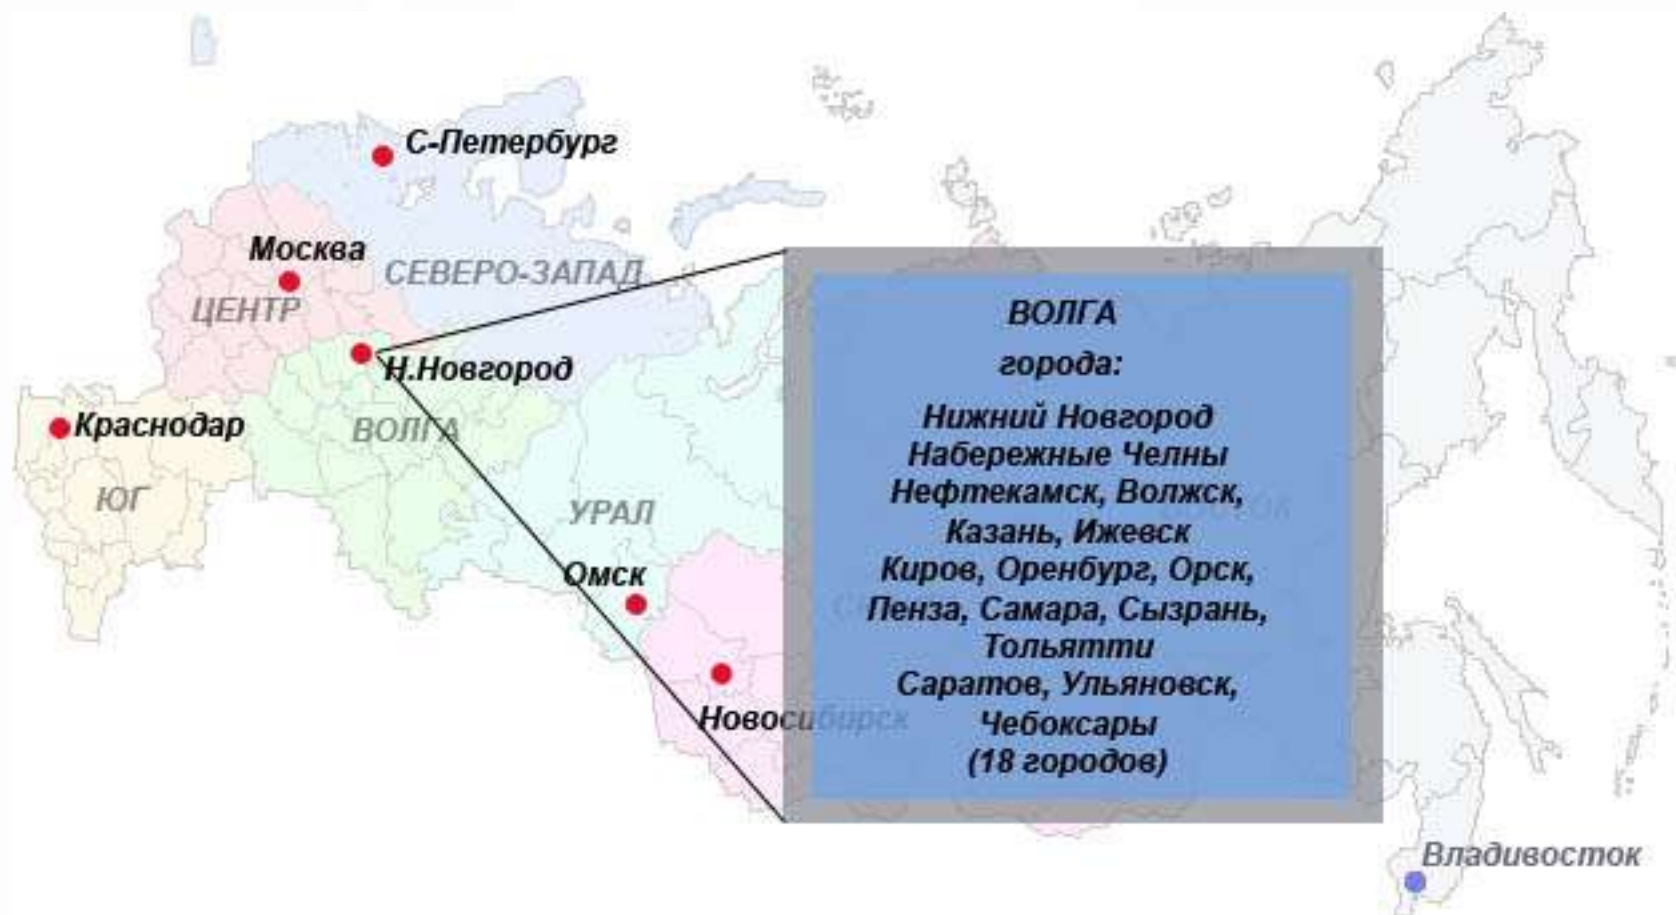 С-Петербург
Москва
СЕВЕРО-ЗАПАД
ЦЕНТР
Н.Новгород
Краснодар
ВОЛГА
ЮГ
УРАЛ
Омск
Новосибирск
ВОЛГА
города:
Нижний Новгород
Набережные Челны
Нефтекамск, Волжск,
Казань, Ижевск
Киров, Оренбург, Орск,
Пенза, Самара, Сызрань,
Тольятти
Саратов, Ульяновск,
Чебоксары
(18 городов)
Владивосток